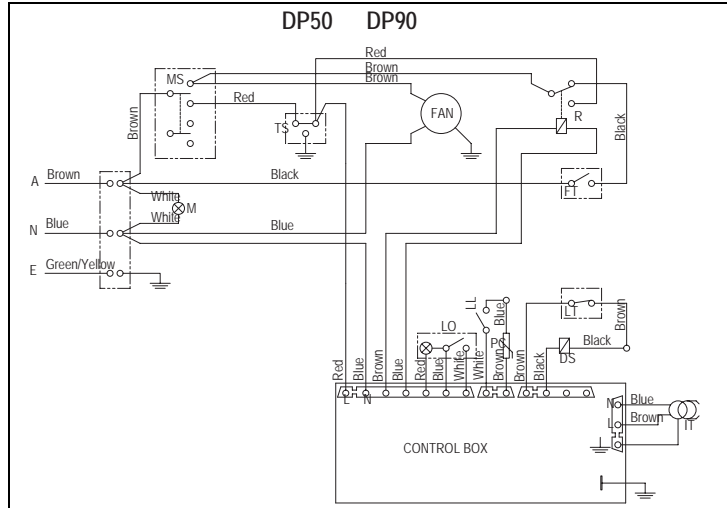 DP50 DP90
Red
Brown
Brown
MS
Red
TS
FAN
R
Brown
Black
A Brown
Black
FT
White
M
White
N Blue
Blue
E Green/Yellow
LL
Blue
LT
Brown
LO
PC
DS
Black
Red
Blue
Brown
Blue
Red
Blue
White
White
Brown
Brown
Black
L N
N Blue
L Brown
IT
CONTROL BOX